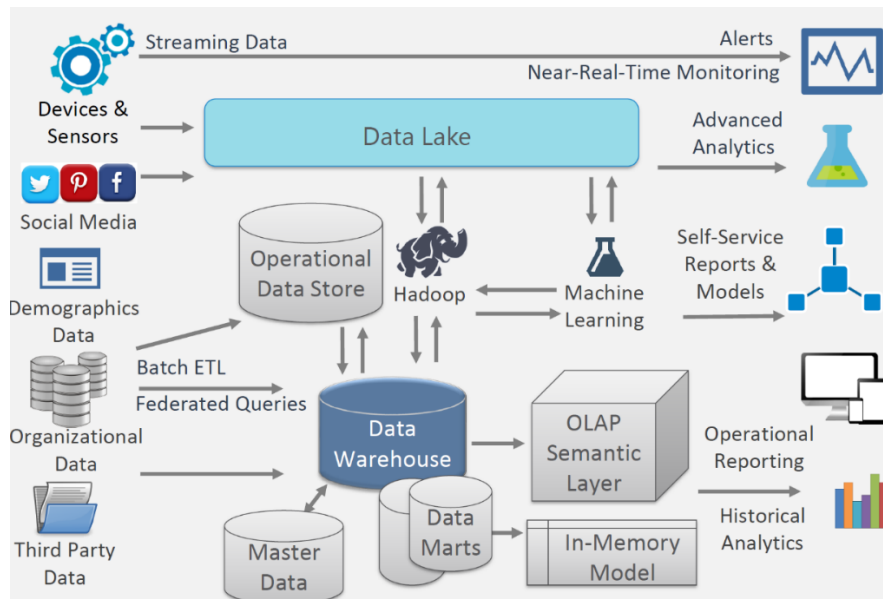 Streaming Data
Alerts
Near-Real-Time Monitoring
Devices &
Sensors
Data Lake
Advanced
Analytics
Social Media
Operational
Data Store
Hadoop
Machine
Learning
Self-Service
Reports &
Models
Demographics
Data
Batch ETL
Federated Queries
Organizational
Data
Data
Warehouse
OLAP
Semantic
Layer
Operational
Reporting
Third Party
Data
Master
Data
Data
Marts
In-Memory
Model
Historical
Analytics